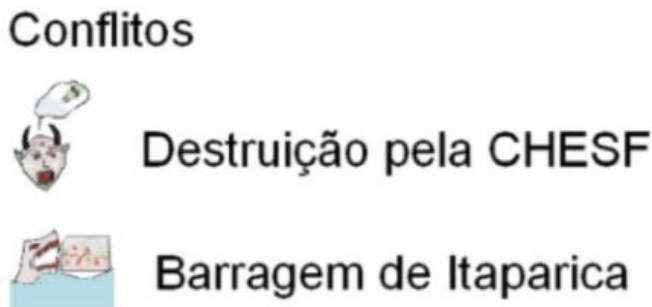 Conflitos
Destruição pela CHESF
Barragem de Itaparica